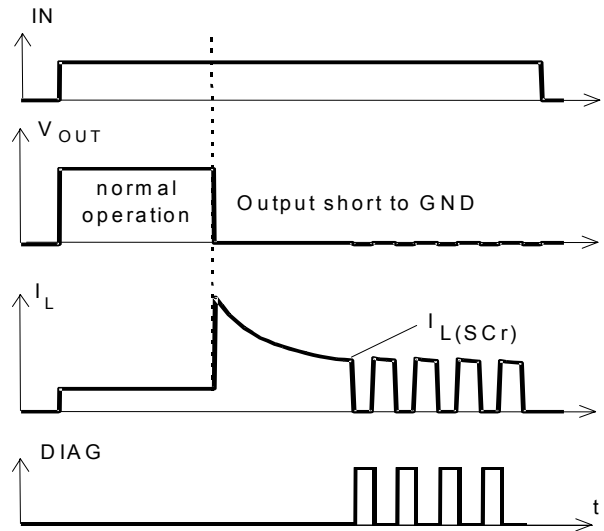 IN
V OUT
normal
operation
Output short to GND
I L
I L(SCr)
DIAG
t